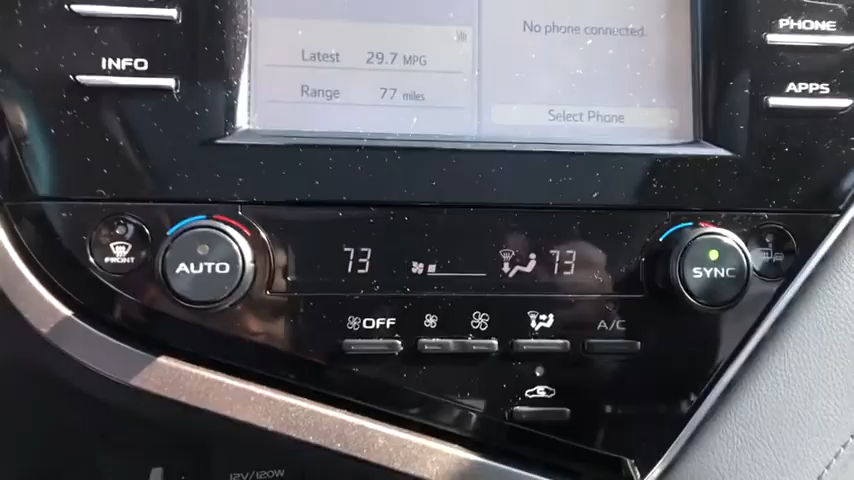 PHONE
No phone connected.
Latest 29.7 MPG
INFO
Range 77 miles
APPS
Select Phone
FRONT
AUTO
73
73
SYNC
OFF
A/C
12V/120W